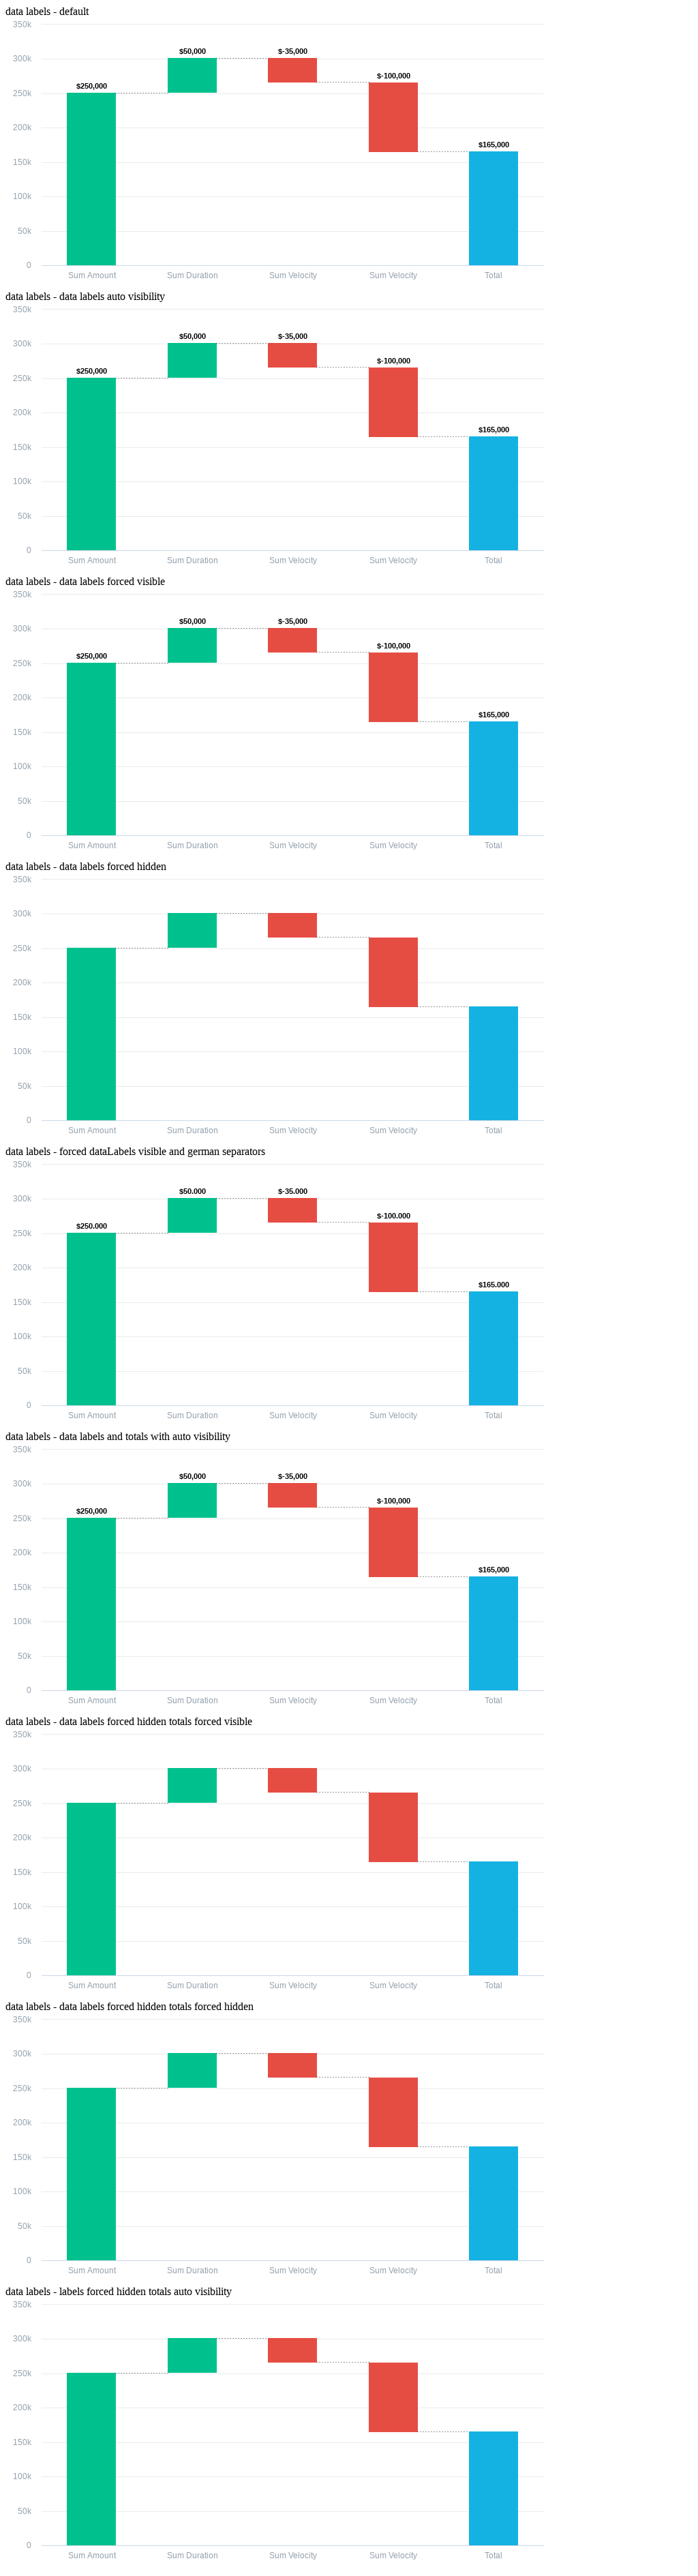 data labels - default
350k
$50,000 $-35,000
300k
$-100,000
$250,000
250k
200k
$165,000
150k
100k
50k
0
Sum Amount Sum Duration Sum Velocity Sum Velocity Total
data labels - data labels auto visibility
350k
$50,000 $-35,000
300k
$-100,000
$250,000
250k
200k
$165,000
150k
100k
50k
0
Sum Amount Sum Duration Sum Velocity Sum Velocity Total
data labels - data labels forced visible
350k
$50,000 $-35,000
300k
$-100,000
$250,000
250k
200k
$165,000
150k
100k
50k
0
Sum Amount Sum Duration Sum Velocity Sum Velocity Total
data labels - data labels forced hidden
350k
300k
250k
200k
150k
100k
50k
0
Sum Amount Sum Duration Sum Velocity Sum Velocity Total
data labels - forced dataLabels visible and german separators
350k
$50.000 $-35.000
300k
$-100.000
$250.000
250k
200k
$165.000
150k
100k
50k
0
Sum Amount Sum Duration Sum Velocity Sum Velocity Total
data labels - data labels and totals with auto visibility
350k
$50,000 $-35,000
300k
$-100,000
$250,000
250k
200k
$165,000
150k
100k
50k
0
Sum Amount Sum Duration Sum Velocity Sum Velocity Total
data labels - data labels forced hidden totals forced visible
350k
300k
250k
200k
150k
100k
50k
0
Sum Amount Sum Duration Sum Velocity Sum Velocity Total
data labels - data labels forced hidden totals forced hidden
350k
300k
250k
200k
150k
100k
50k
0
Sum Amount Sum Duration Sum Velocity Sum Velocity Total
data labels - labels forced hidden totals auto visibility
350k
300k
250k
200k
150k
100k
50k
0
Sum Amount Sum Duration Sum Velocity Sum Velocity Total